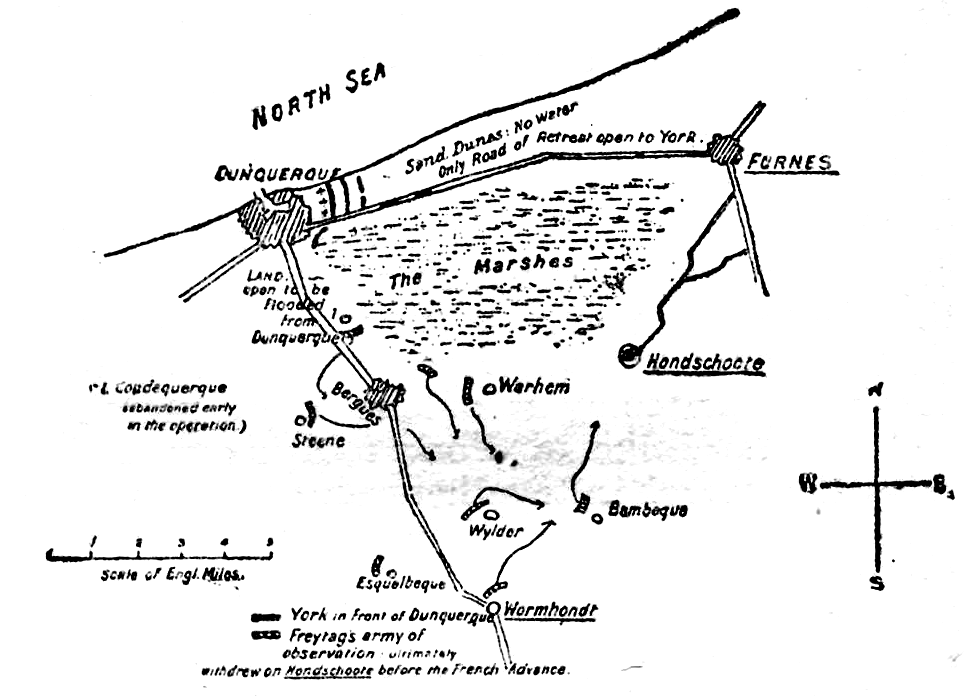 NORTH SEA
Sand Dunes: No Water
Only Road of Retreat open to York.
DUNQUERQUE
FURNES
LAND.
open to be
Flooded
from 1
Dunquerque
The Marshes
Hondschoote
1. Coudequerque
abandoned early
in the operation.)
Bergues
Warhem
Steene
N
W
E
S
Wylder
Bambeque
1 2 3 4 5
Scale of Engl. Miles.
Esquelbeque
Wormhondt
York in Front of Dunquerque
Freytag's army of
observation - ultimately
withdrew on Hondschoote before the French Advance.